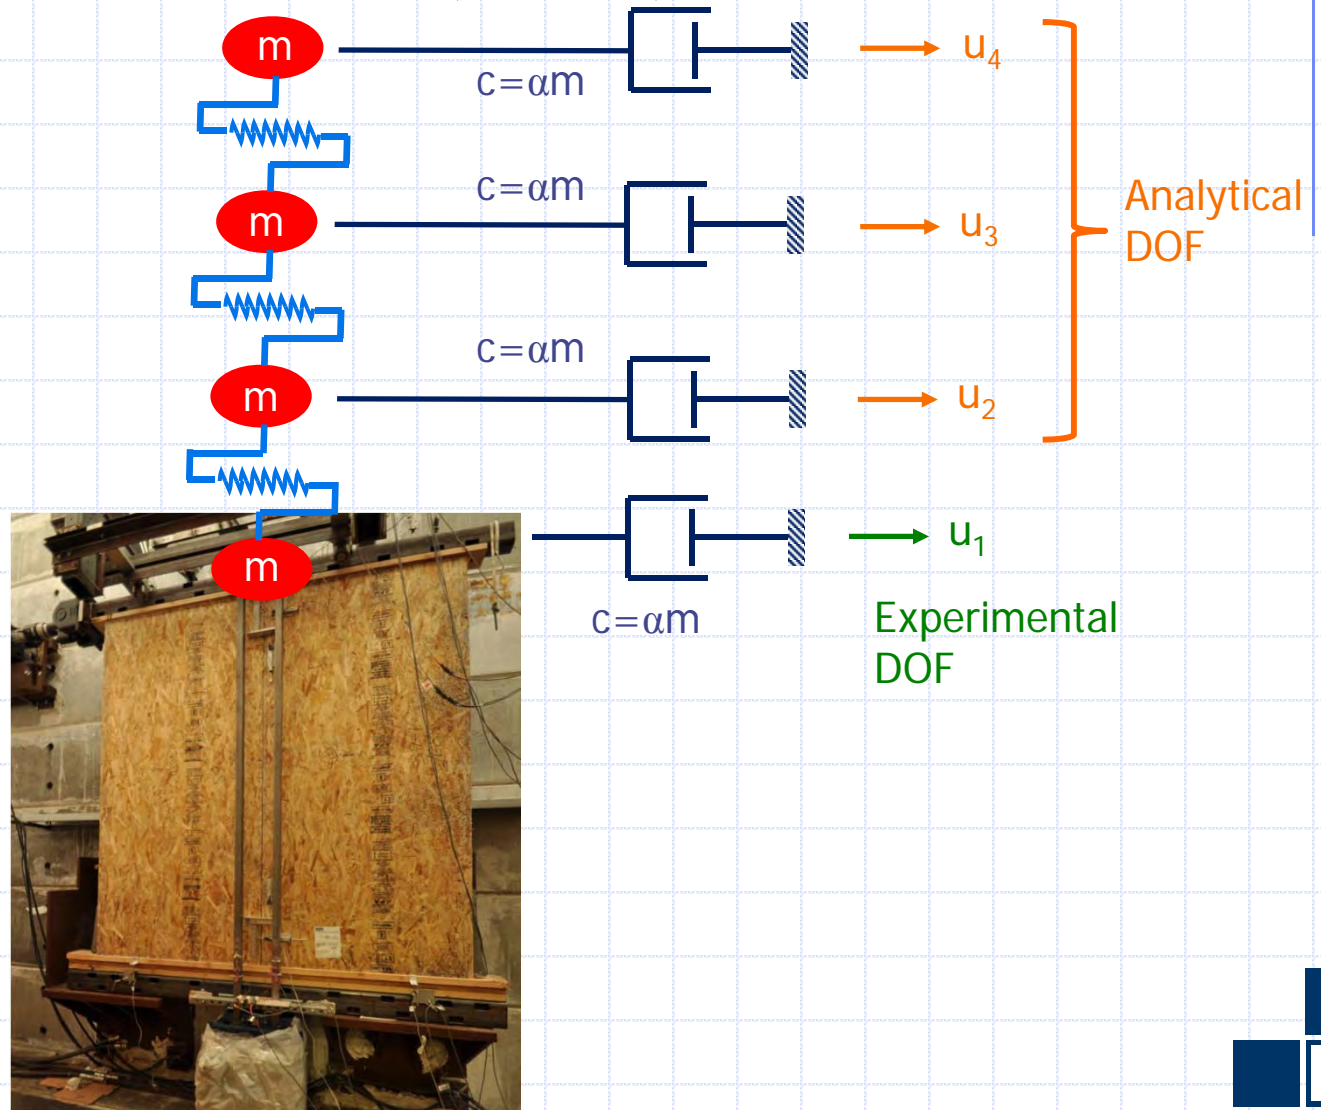 m
c=αm
u₄
c=αm
m
u₃
Analytical
DOF
c=αm
m
u₂
m
u₁
c=αm
Experimental
DOF